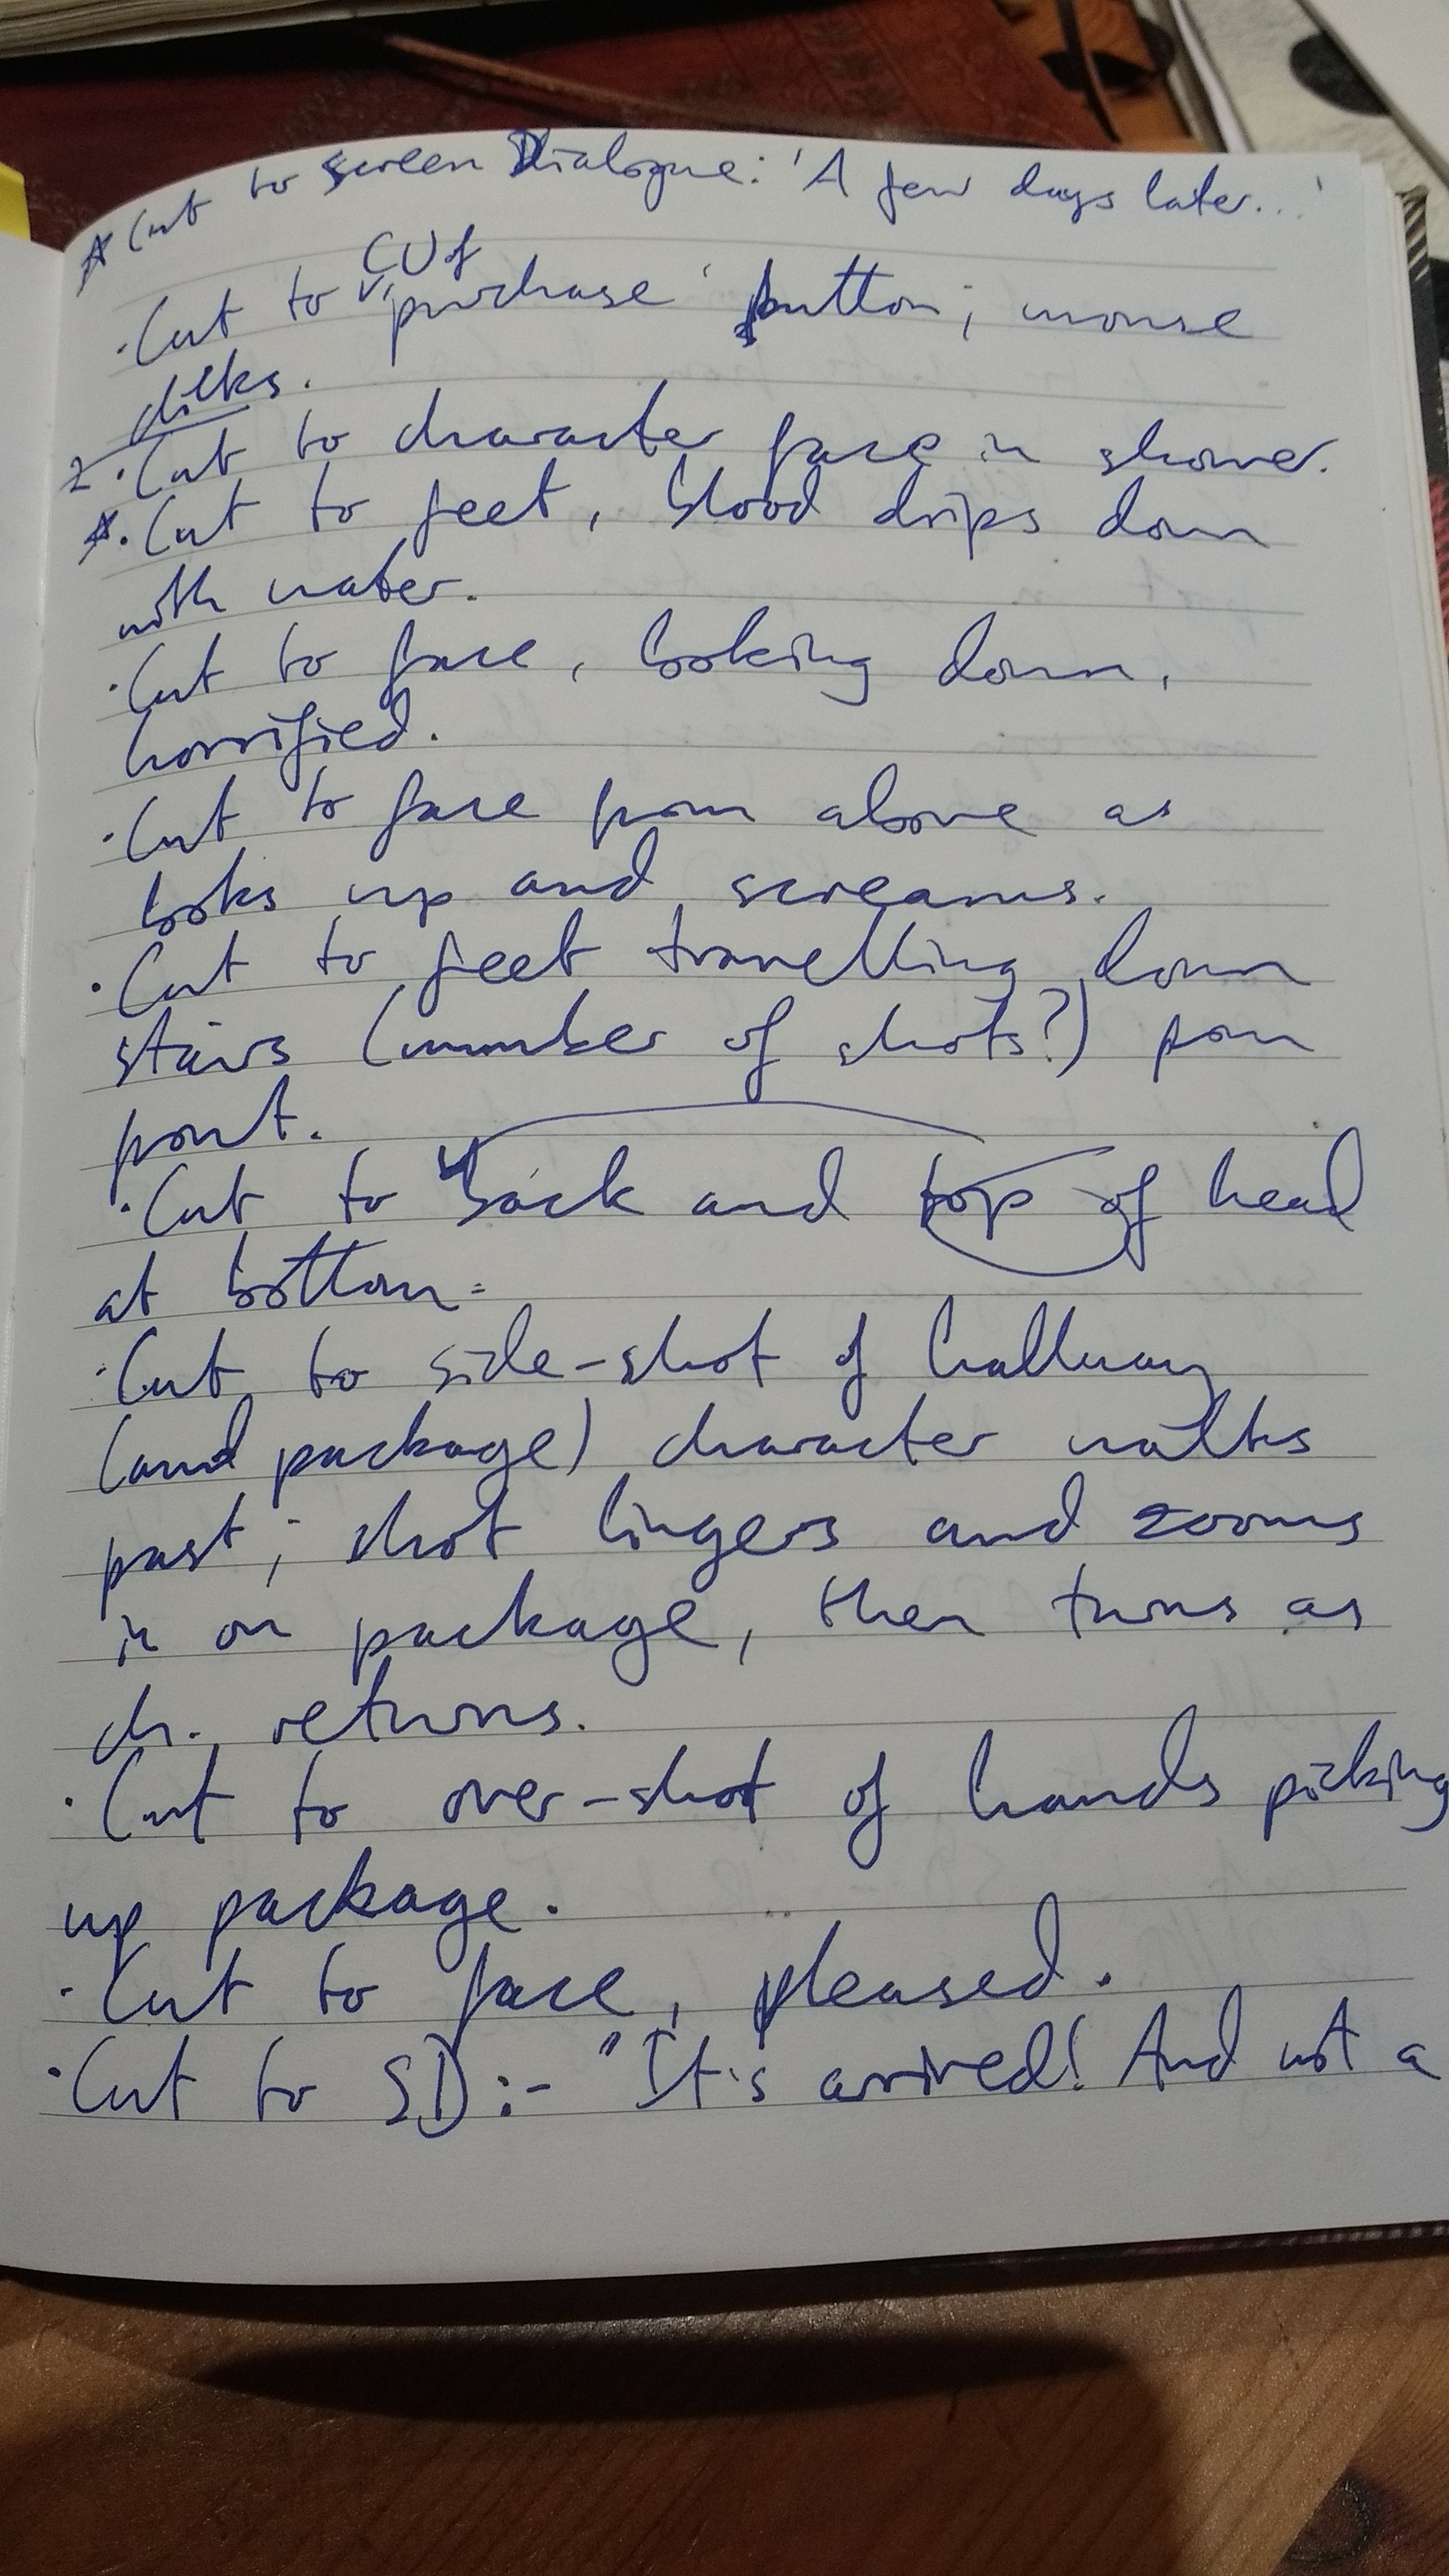 * Cut to screen Dialogue: 'A few days later...'
CU of
· Cut to purchase ' button; mouse
clicks.
2 · Cut to character face in shower.
*. Cut to feet, blood drips down
with water.
· Cut to face, looking down,
horrified.
· Cut to face from above as
looks up and screams.
· Cut to feet travelling down
stairs (number of shots?) from
front.
· Cut to back and top of head
at bottom.
· Cut to side-shot of hallway
(and package) character walks
past; shot lingers and zooms
in on package, then turns as
ch. returns.
· Cut to over-shot of hands picking
up package.
· Cut to face, pleased.
· Cut to SD:- "It's arrived! And not a